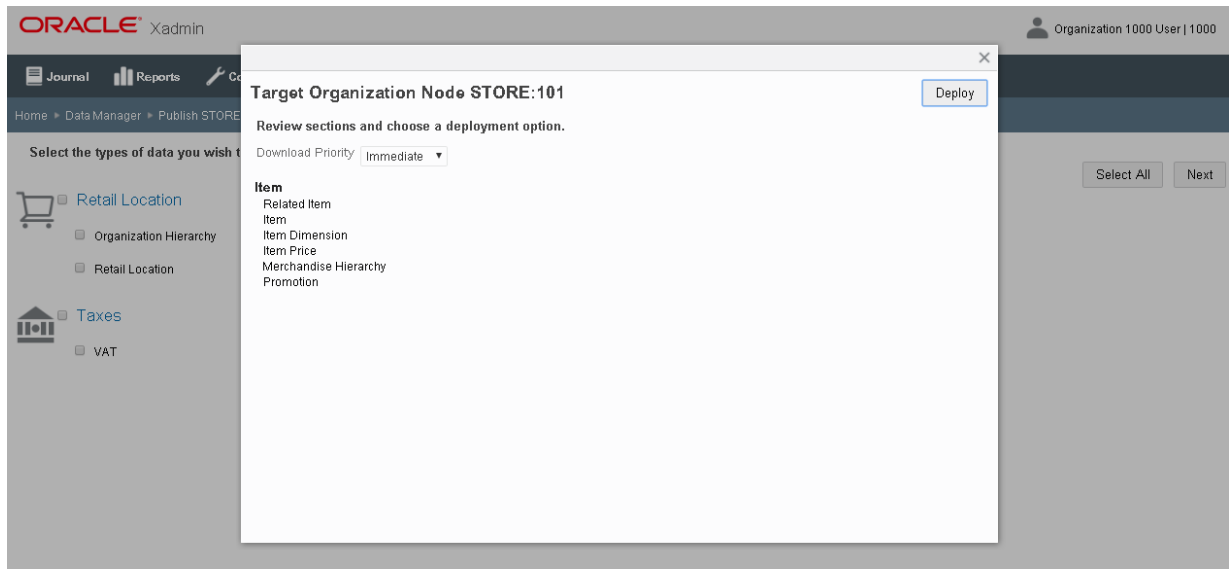 ORACLE® Xadmin
Organization 1000 User | 1000
Journal Reports
Home Data Manager Publish STORE
Select the types of data you wish
Select All Next
Retail Location
Organization Hierarchy
Retail Location
Taxes
VAT
Target Organization Node STORE:101
Deploy
Review sections and choose a deployment option.
Download Priority Immediate
Item
Related Item
Item
Item Dimension
Item Price
Merchandise Hierarchy
Promotion